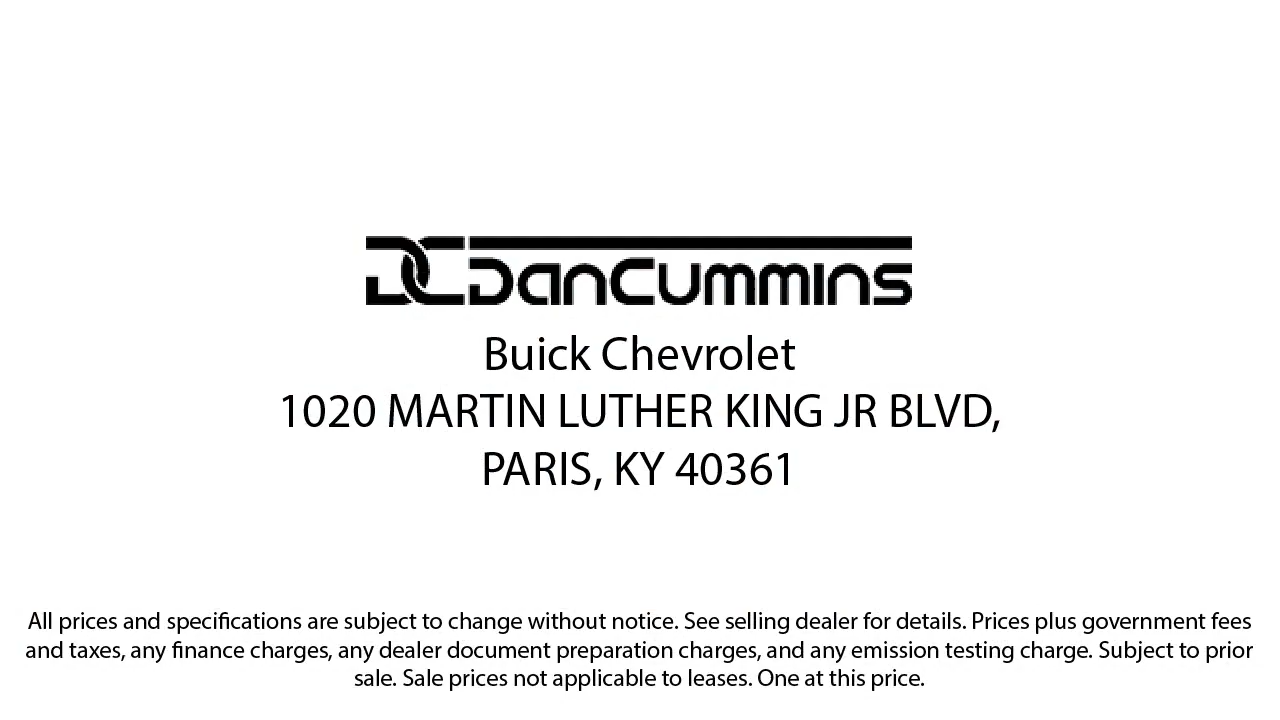 DC DanCummins
Buick Chevrolet
1020 MARTIN LUTHER KING JR BLVD,
PARIS, KY 40361
All prices and specifications are subject to change without notice. See selling dealer for details. Prices plus government fees
and taxes, any finance charges, any dealer document preparation charges, and any emission testing charge. Subject to prior
sale. Sale prices not applicable to leases. One at this price.